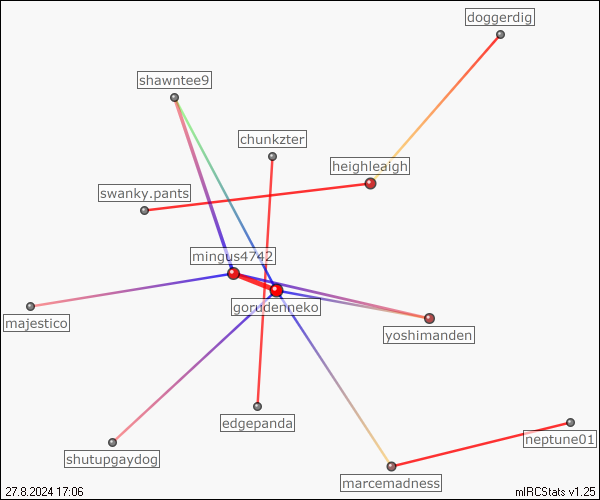 doggerdig
shawntee9
chunkzter
heighleaigh
swanky.pants
mingus4742
gorudenneko
majestico
yoshimanden
edgepanda
neptune01
shutupgaydog
marcemadness
27.8.2024 17:06
mIRCStats v1.25